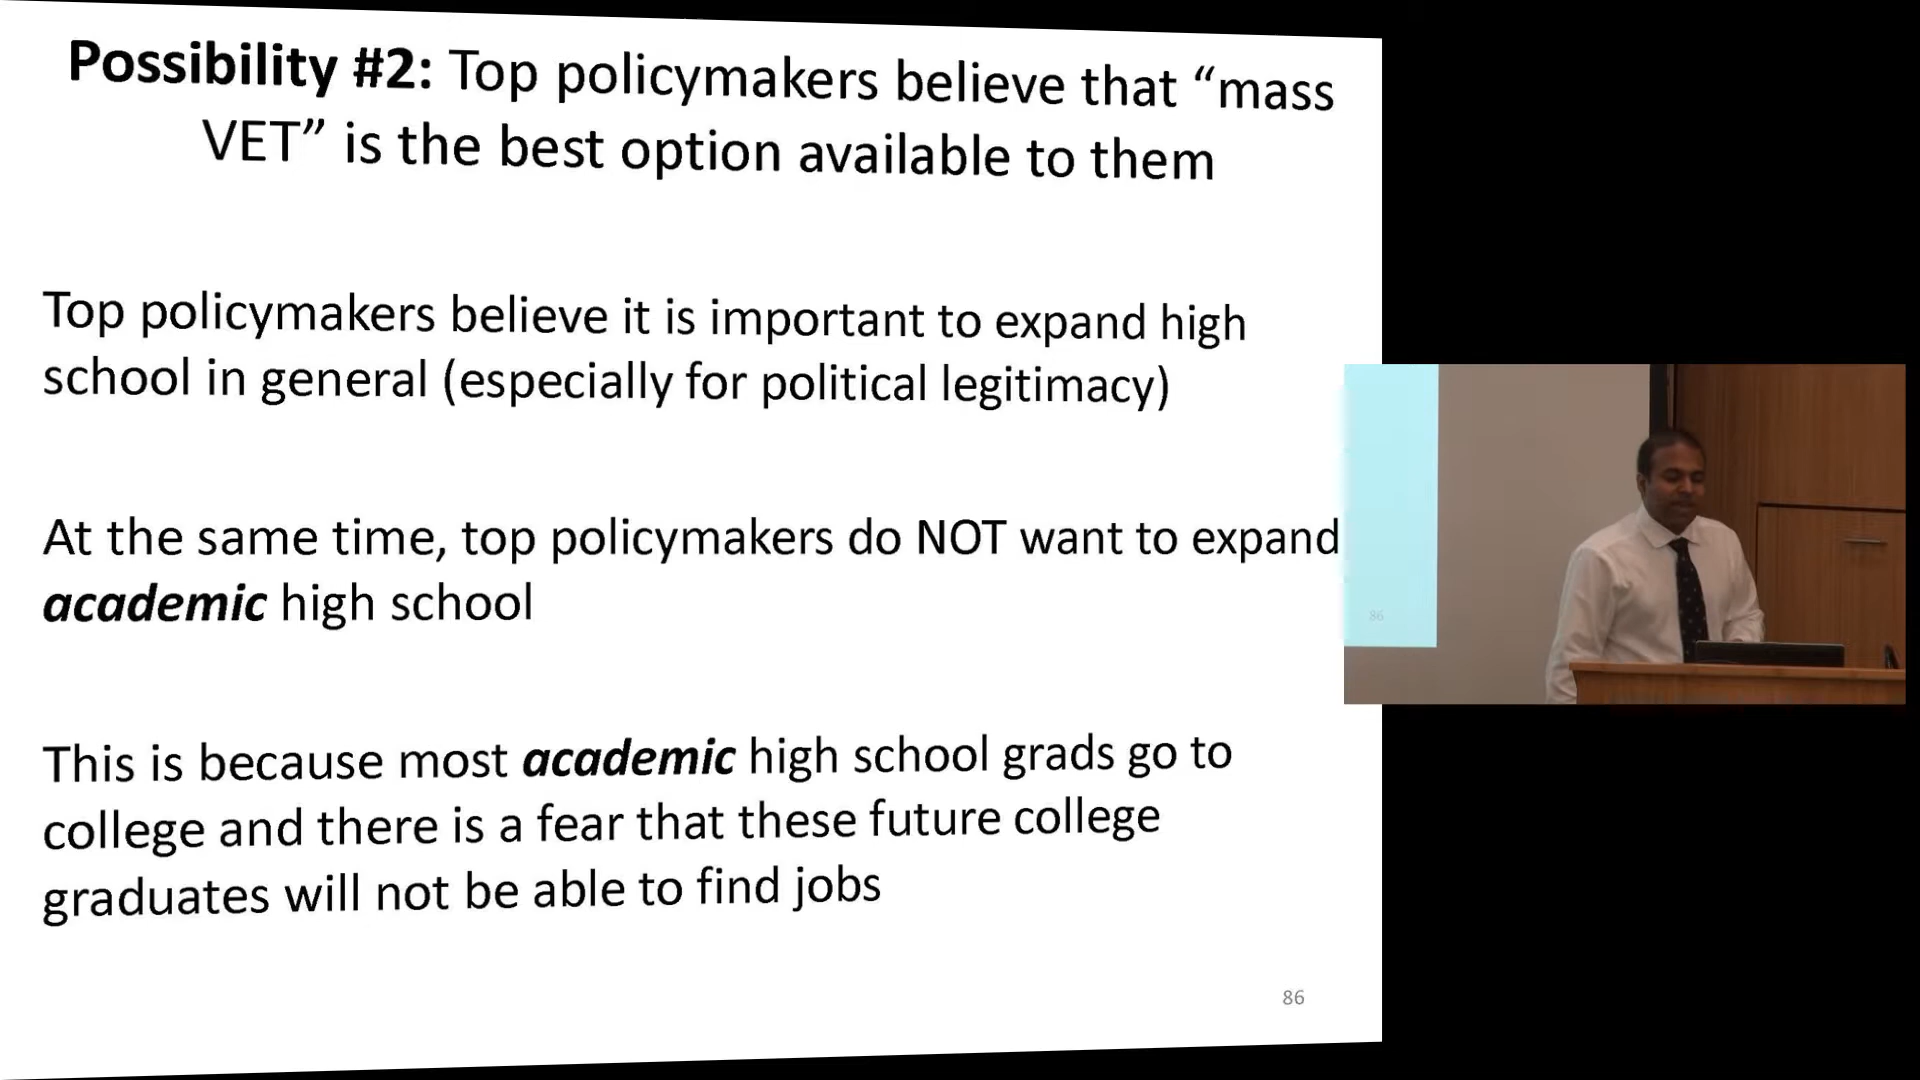 Possibility #2: Top policymakers believe that “mass
VET” is the best option available to them
Top policymakers believe it is important to expand high
school in general (especially for political legitimacy)
At the same time, top policymakers do NOT want to expand
academic high school
This is because most academic high school grads go to
college and there is a fear that these future college
graduates will not be able to find jobs
86
86